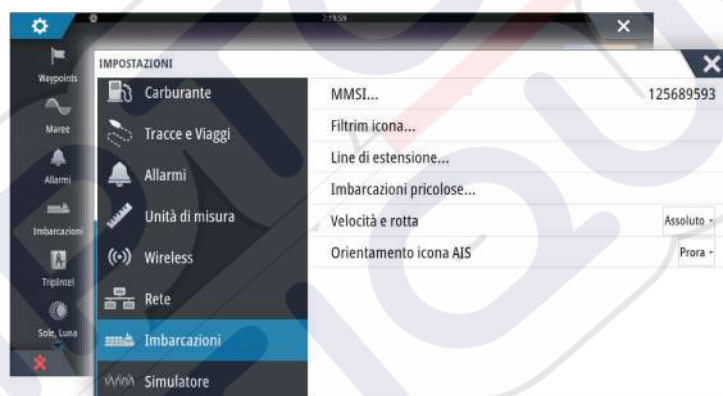 7:19:59
Waypoints
Maree
Allarmi
Imbarcazioni
TripIntel
Sole, Luna
IMPOSTAZIONI
Carburante
Tracce e Viaggi
Allarmi
Unità di misura
Wireless
Rete
Imbarcazioni
Simulatore
MMSI... 125689593
Filtrim icona...
Line di estensione...
Imbarcazioni pricolose...
Velocità e rotta Assoluto
Orientamento icona AIS Prora